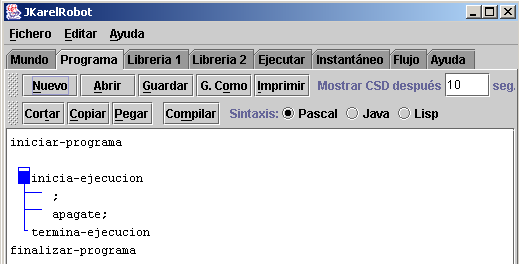 JKarelRobot
Fichero Editar Ayuda
Mundo Programa Libreria 1 Libreria 2 Ejecutar Instantáneo Flujo Ayuda
Nuevo Abrir Guardar G. Como Imprimir Mostrar CSD después 10 seg.
Cortar Copiar Pegar Compilar Sintaxis: Pascal Java Lisp
iniciar-programa
inicia-ejecucion
;
apagate;
termina-ejecucion
finalizar-programa